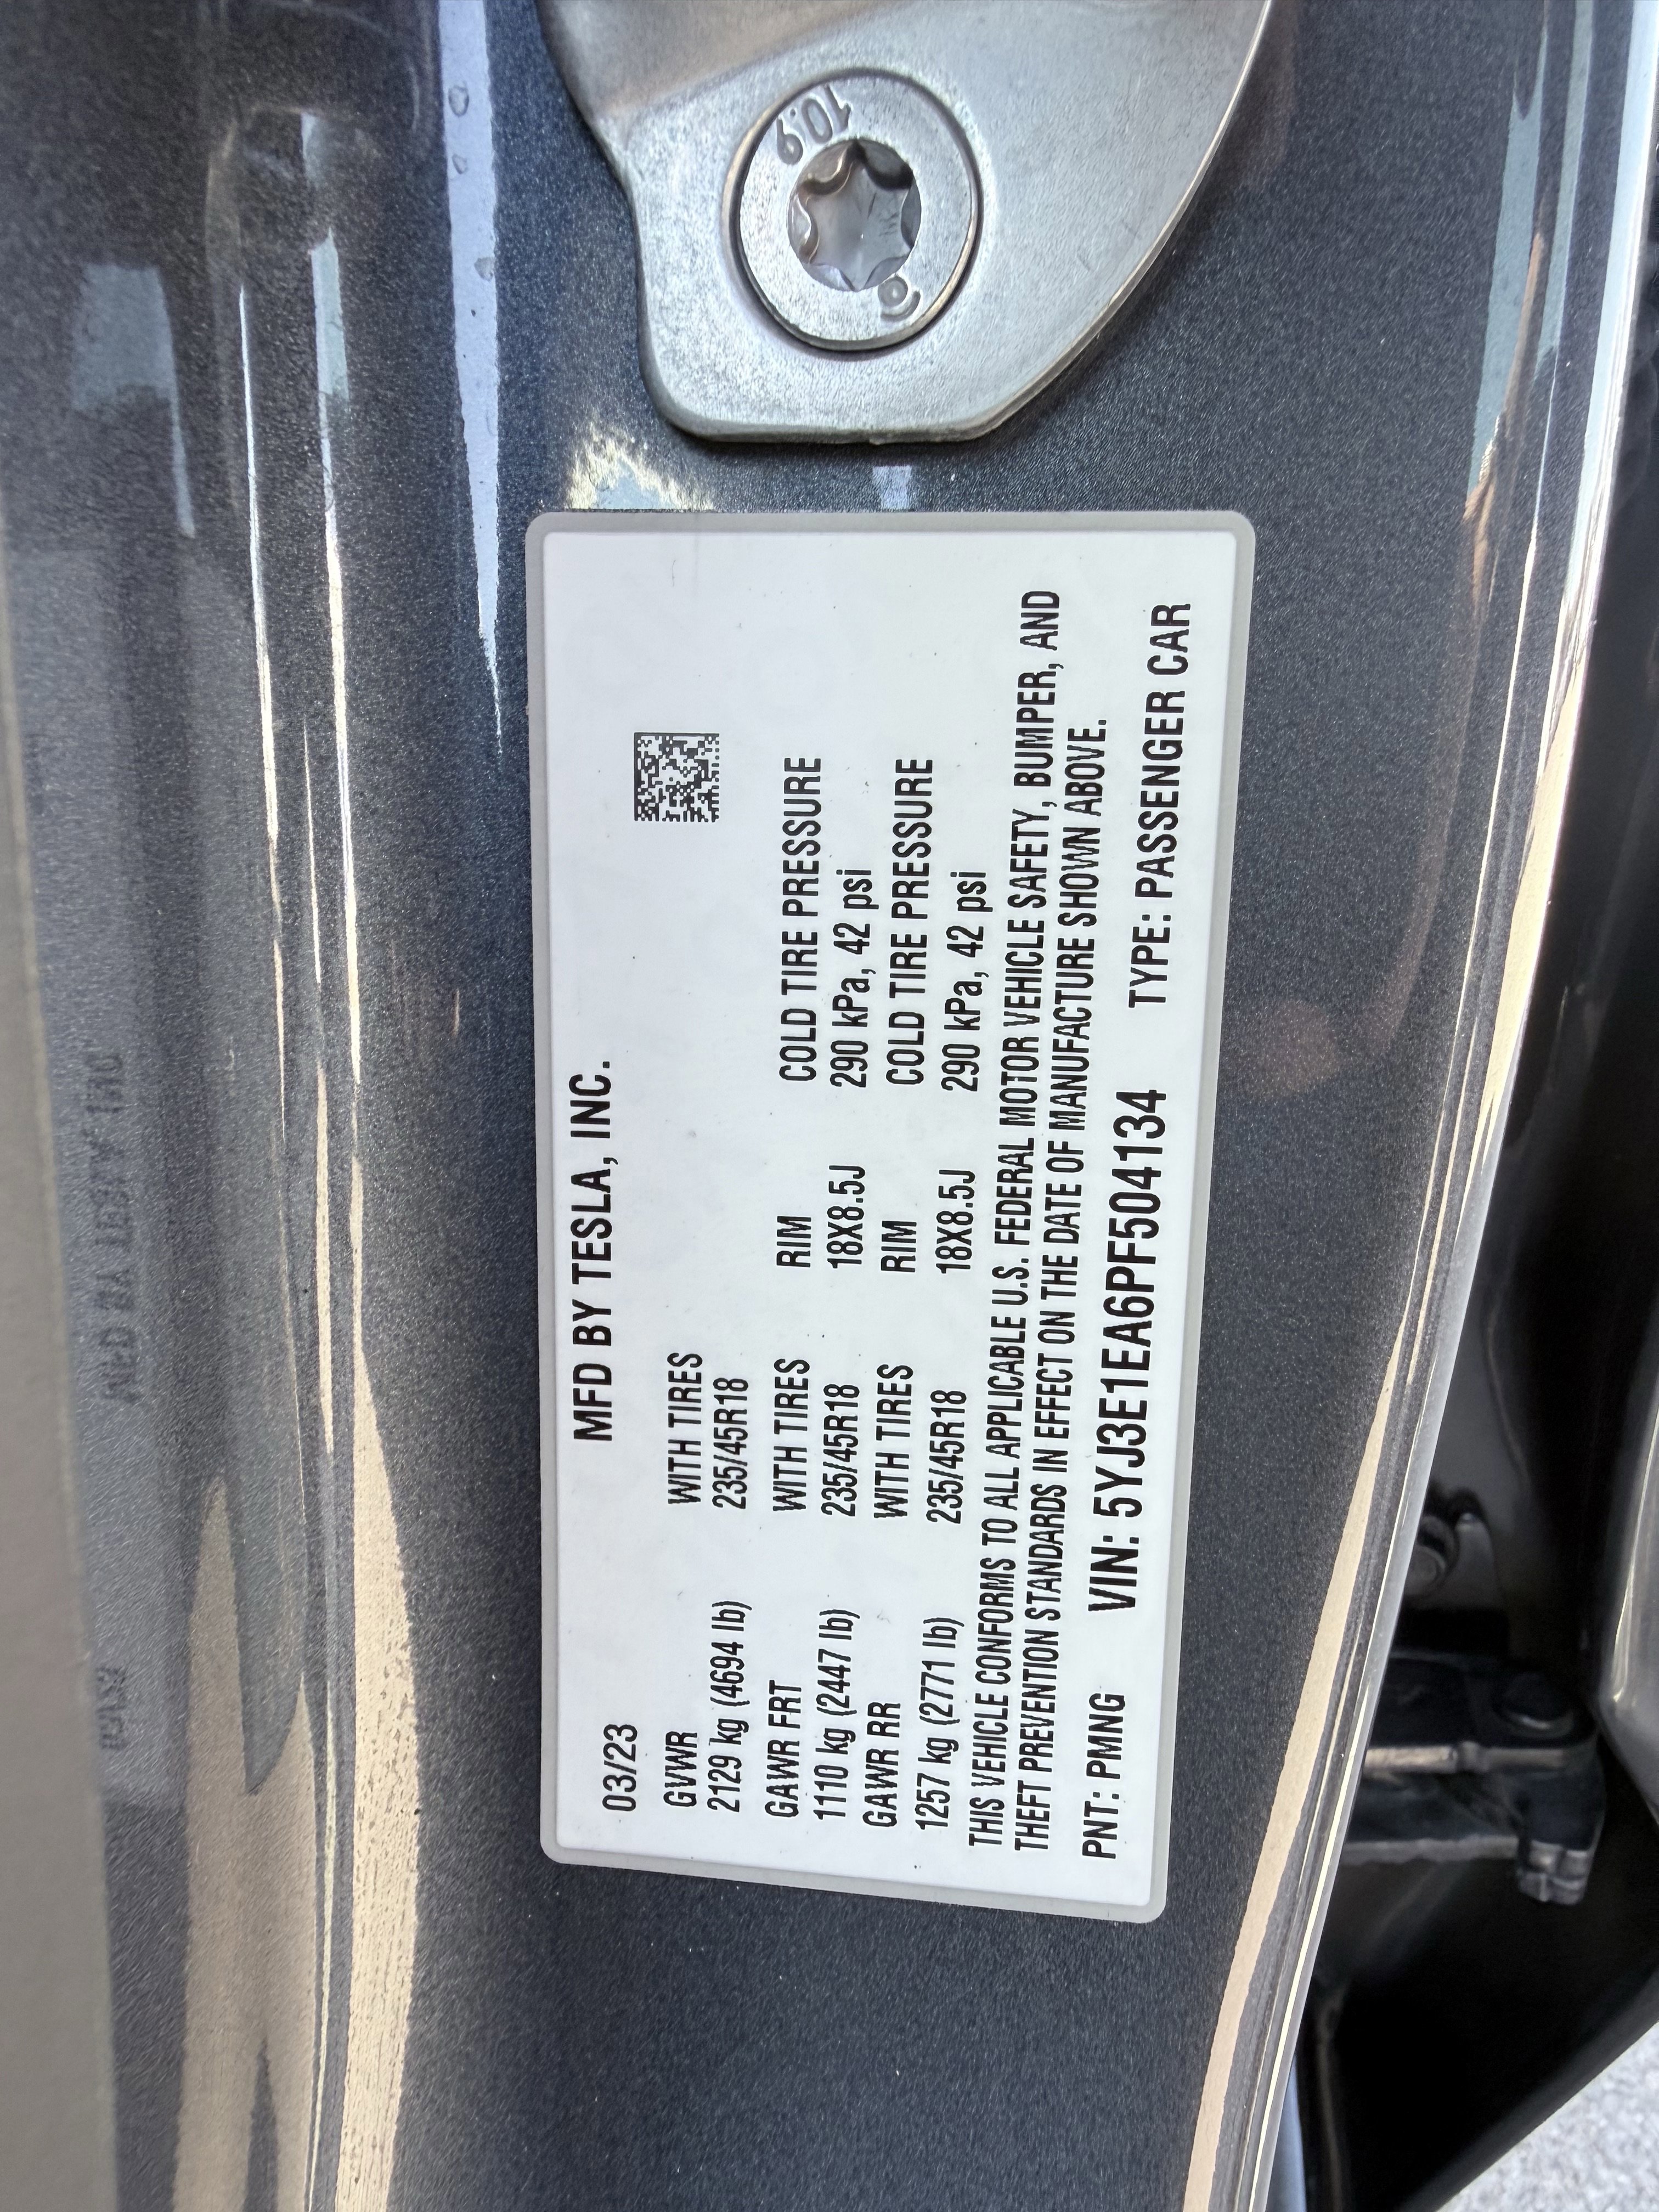 10.9
03/23 MFD BY TESLA, INC.
GVWR WITH TIRES
2129 kg (4694 lb) 235/45R18
GAWR FRT WITH TIRES RIM COLD TIRE PRESSURE
1110 kg (2447 lb) 235/45R18 18X8.5J 290 kPa, 42 psi
GAWR RR WITH TIRES RIM COLD TIRE PRESSURE
1257 kg (2771 lb) 235/45R18 18X8.5J 290 kPa, 42 psi
THIS VEHICLE CONFORMS TO ALL APPLICABLE U.S. FEDERAL MOTOR VEHICLE SAFETY, BUMPER, AND
THEFT PREVENTION STANDARDS IN EFFECT ON THE DATE OF MANUFACTURE SHOWN ABOVE.
PNT: PMNG VIN: 5YJ3E1EA6PF504134 TYPE: PASSENGER CAR